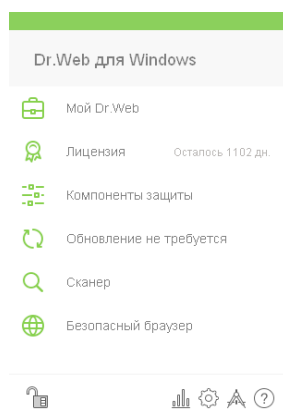 Dr.Web для Windows
Мой Dr.Web
Лицензия Осталось 1102 дн.
Компоненты защиты
Обновление не требуется
Сканер
Безопасный браузер